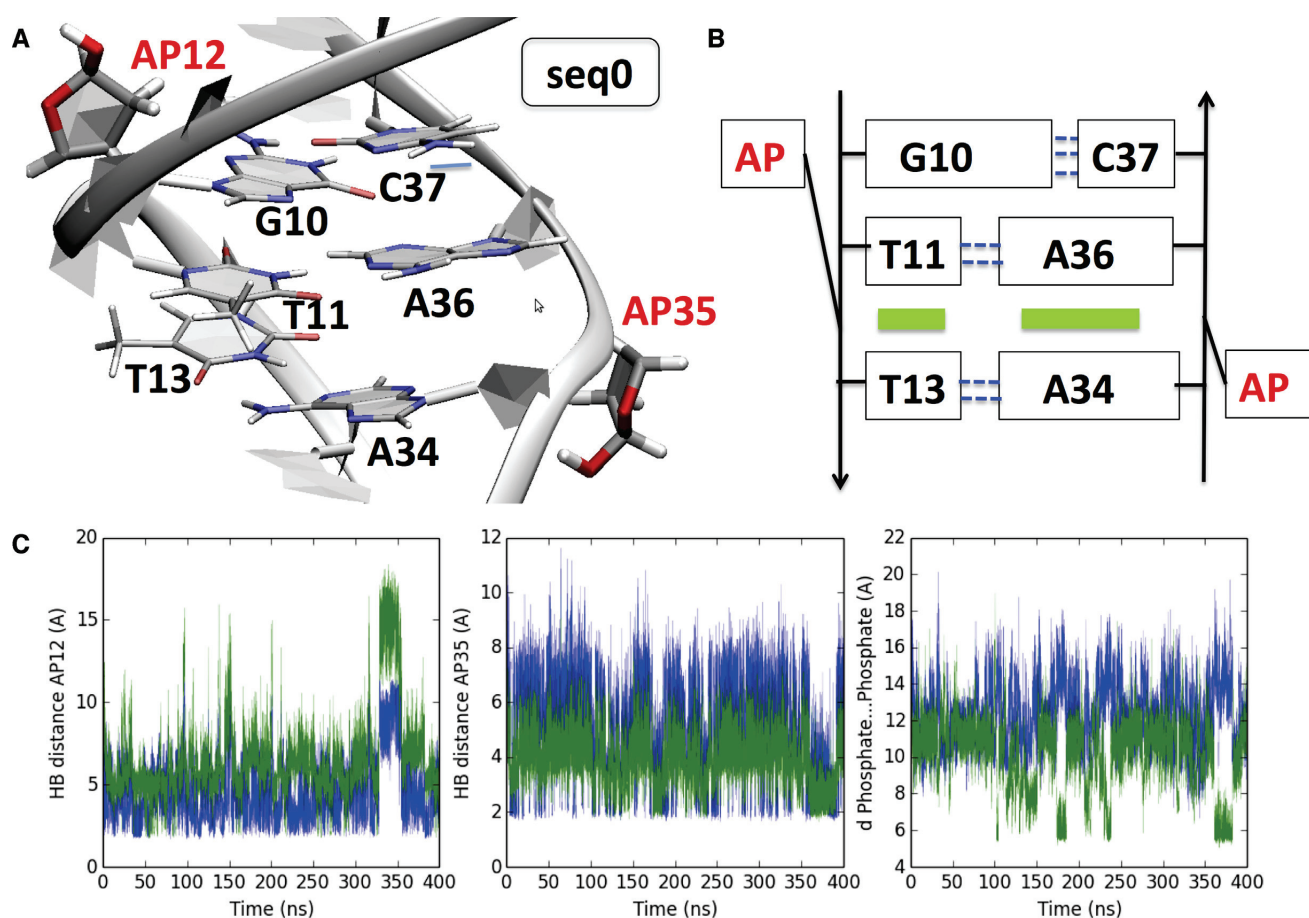 A
AP12
seq0
G10
C37
T11
A36
AP35
T13
A34
B
AP
G10
C37
T11
A36
T13
A34
AP
C
HB distance AP12 (A)
20
15
10
5
0
0 50 100 150 200 250 300 350 400
Time (ns)
HB distance AP35 (A)
12
10
8
6
4
2
0
0 50 100 150 200 250 300 350 400
Time (ns)
d Phosphate...Phosphate (A)
22
20
18
16
14
12
10
8
6
4
0 50 100 150 200 250 300 350 400
Time (ns)